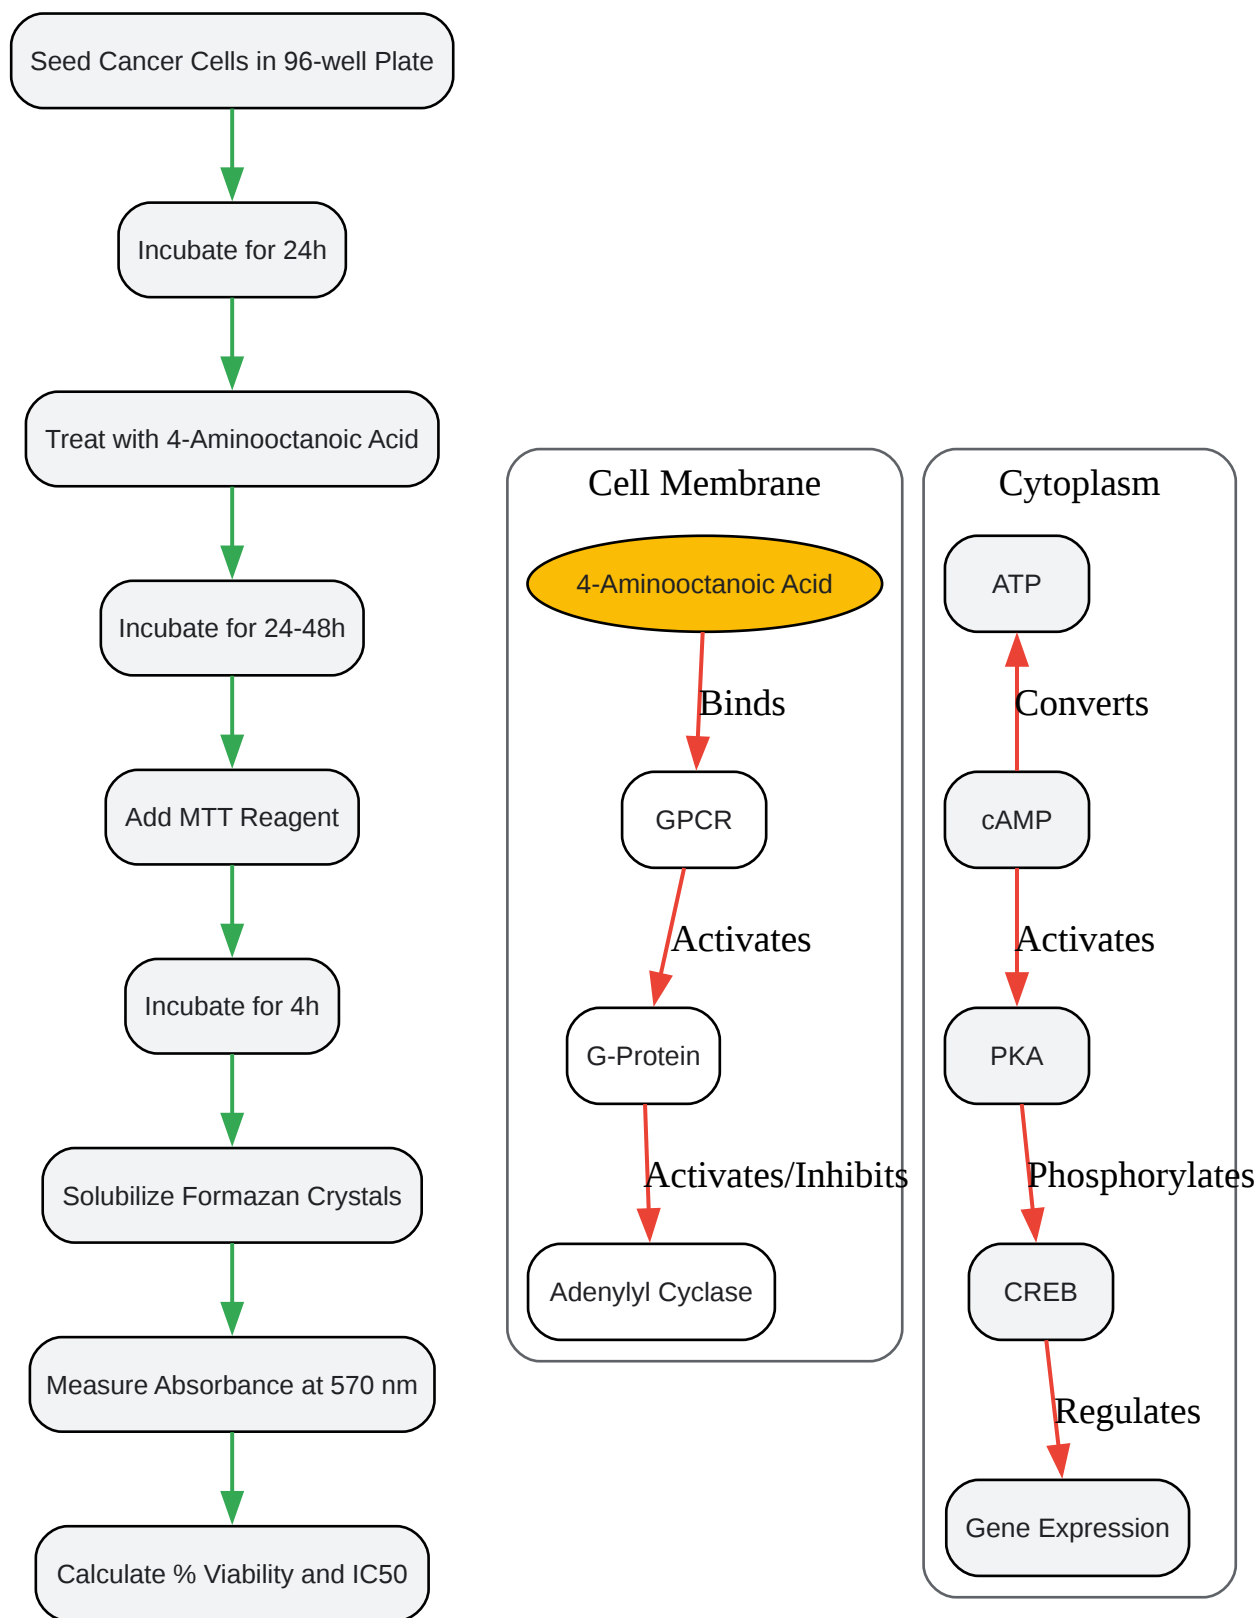 Seed Cancer Cells in 96-well Plate
Incubate for 24h
Treat with 4-Aminooctanoic Acid
Incubate for 24-48h
Add MTT Reagent
Incubate for 4h
Solubilize Formazan Crystals
Measure Absorbance at 570 nm
Calculate % Viability and IC50
Cell Membrane
4-Aminooctanoic Acid
Binds
GPCR
Activates
G-Protein
Activates/Inhibits
Adenylyl Cyclase
Cytoplasm
ATP
Converts
cAMP
Activates
PKA
Phosphorylates
CREB
Regulates
Gene Expression